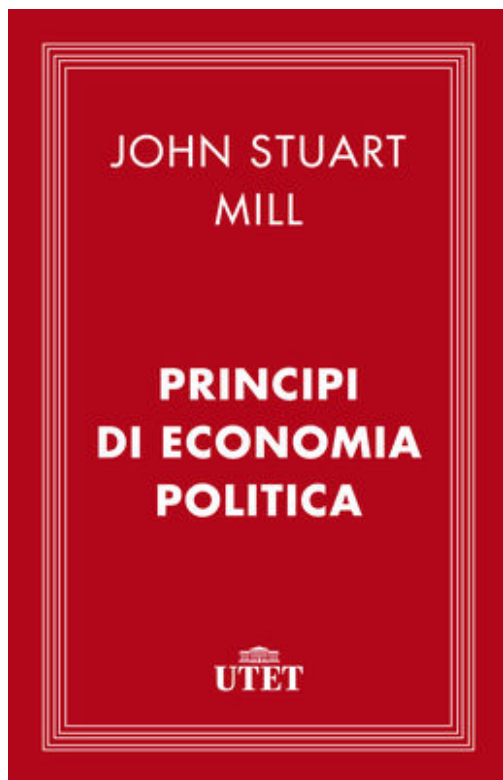 JOHN STUART
MILL
PRINCIPI
DI ECONOMIA
POLITICA
UTET